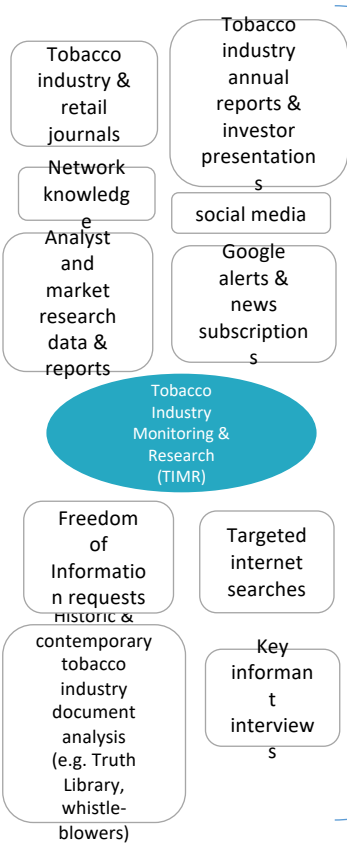 Tobacco
industry &
retail
journals
Tobacco
industry
annual
reports &
investor
presentation
s
Network
knowledg
e
social media
Analyst
and
market
research
data &
reports
Google
alerts &
news
subscription
s
Tobacco
Industry
Monitoring &
Research
(TIMR)
Freedom
of
Informatio
n requests
Targeted
internet
searches
Historic &
contemporary
tobacco
industry
document
analysis
(e.g. Truth
Library,
whistle-
blowers)
Key
informan
t
interview
s